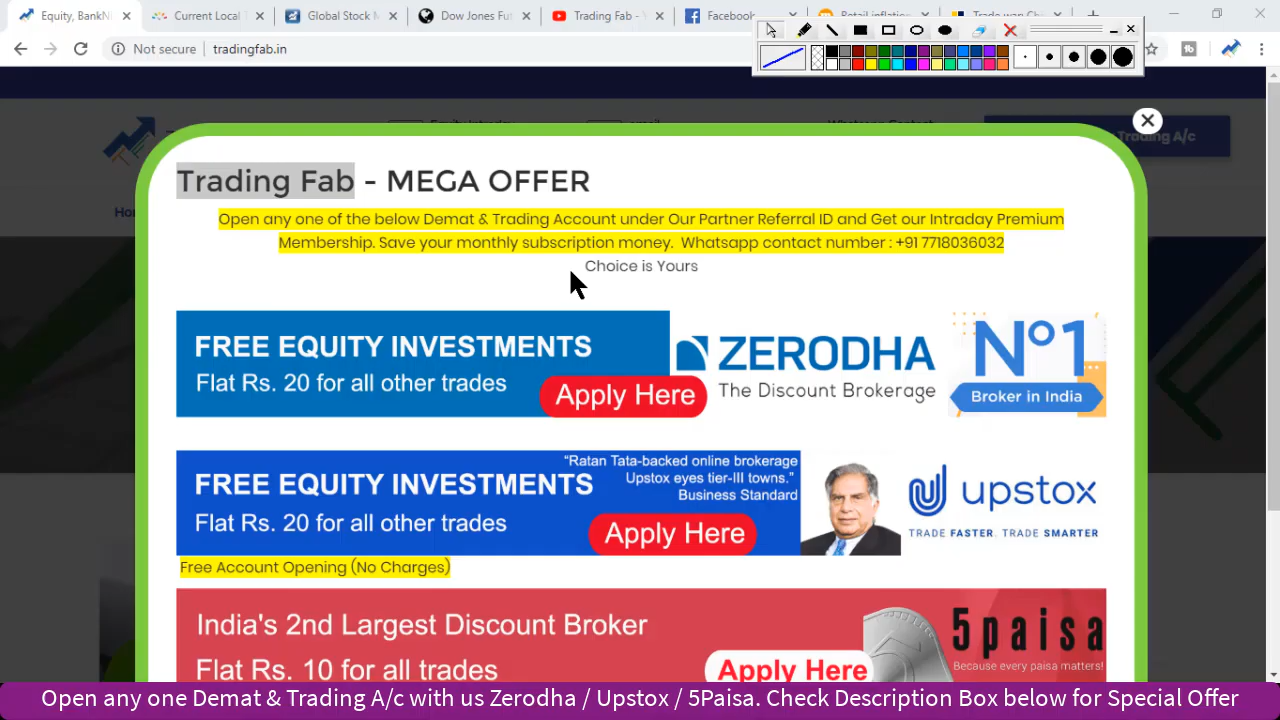 Equity, BankN
Current Local T
Global Stock M
Dow Jones Fut
Trading Fab - Y
Facebook
Retail inflatio
Trade war: Ch
Not secure
tradingfab.in
Trading A/c
Trading Fab - MEGA OFFER
Open any one of the below Demat & Trading Account under Our Partner Referral ID and Get our Intraday Premium
Membership. Save your monthly subscription money. Whatsapp contact number : +91 7718036032
Choice is Yours
FREE EQUITY INVESTMENTS
Flat Rs. 20 for all other trades
Apply Here
ZERODHA
The Discount Brokerage
Nº1
Broker in India
FREE EQUITY INVESTMENTS
Flat Rs. 20 for all other trades
"Ratan Tata-backed online brokerage
Upstox eyes tier-III towns."
Business Standard
Apply Here
upstox
TRADE FASTER. TRADE SMARTER
Free Account Opening (No Charges)
India's 2nd Largest Discount Broker
Flat Rs. 10 for all trades
Apply Here
5paisa
Because every paisa matters!
Open any one Demat & Trading A/c with us Zerodha / Upstox / 5Paisa. Check Description Box below for Special Offer